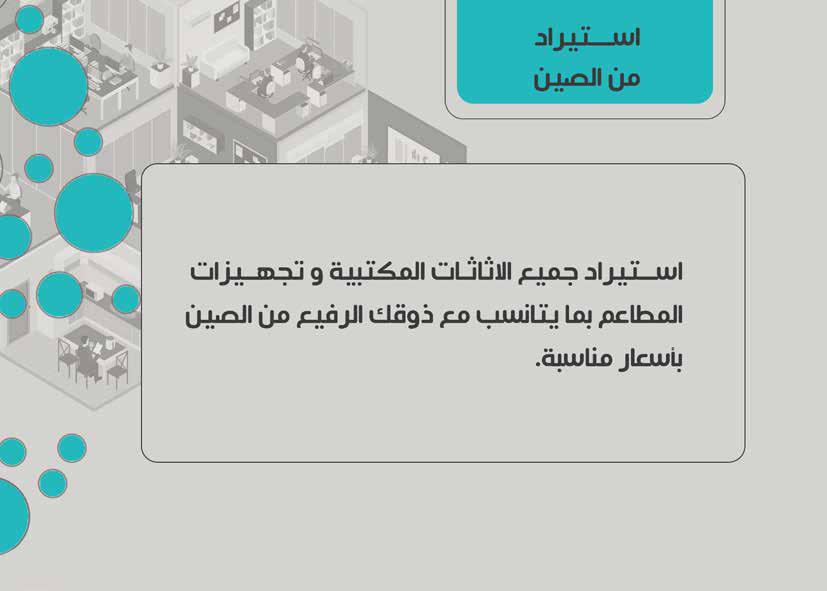 استيراد
من الصين
استيراد جميع الاثاثات المكتبية و تجهيزات
المطاعم بما يتانسب مع ذوقك الرفيع من الصين
بأسعار مناسبة.